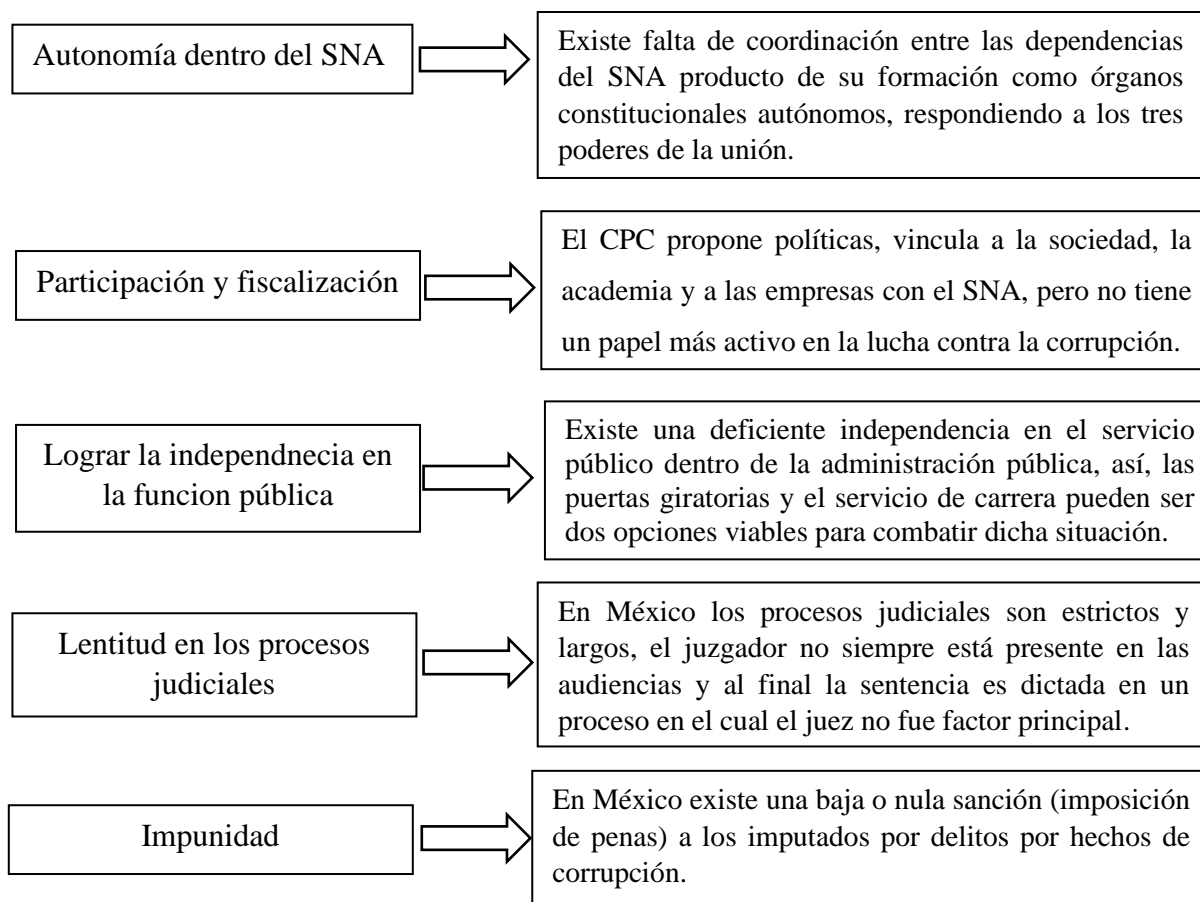 Autonomía dentro del SNA
Existe falta de coordinación entre las dependencias
del SNA producto de su formación como órganos
constitucionales autónomos, respondiendo a los tres
poderes de la unión.
Participación y fiscalización
El CPC propone políticas, vincula a la sociedad, la
academia y a las empresas con el SNA, pero no tiene
un papel más activo en la lucha contra la corrupción.
Lograr la independnecia en
la funcion pública
Existe una deficiente independencia en el servicio
público dentro de la administración pública, así, las
puertas giratorias y el servicio de carrera pueden ser
dos opciones viables para combatir dicha situación.
Lentitud en los procesos
judiciales
En México los procesos judiciales son estrictos y
largos, el juzgador no siempre está presente en las
audiencias y al final la sentencia es dictada en un
proceso en el cual el juez no fue factor principal.
Impunidad
En México existe una baja o nula sanción (imposición
de penas) a los imputados por delitos por hechos de
corrupción.